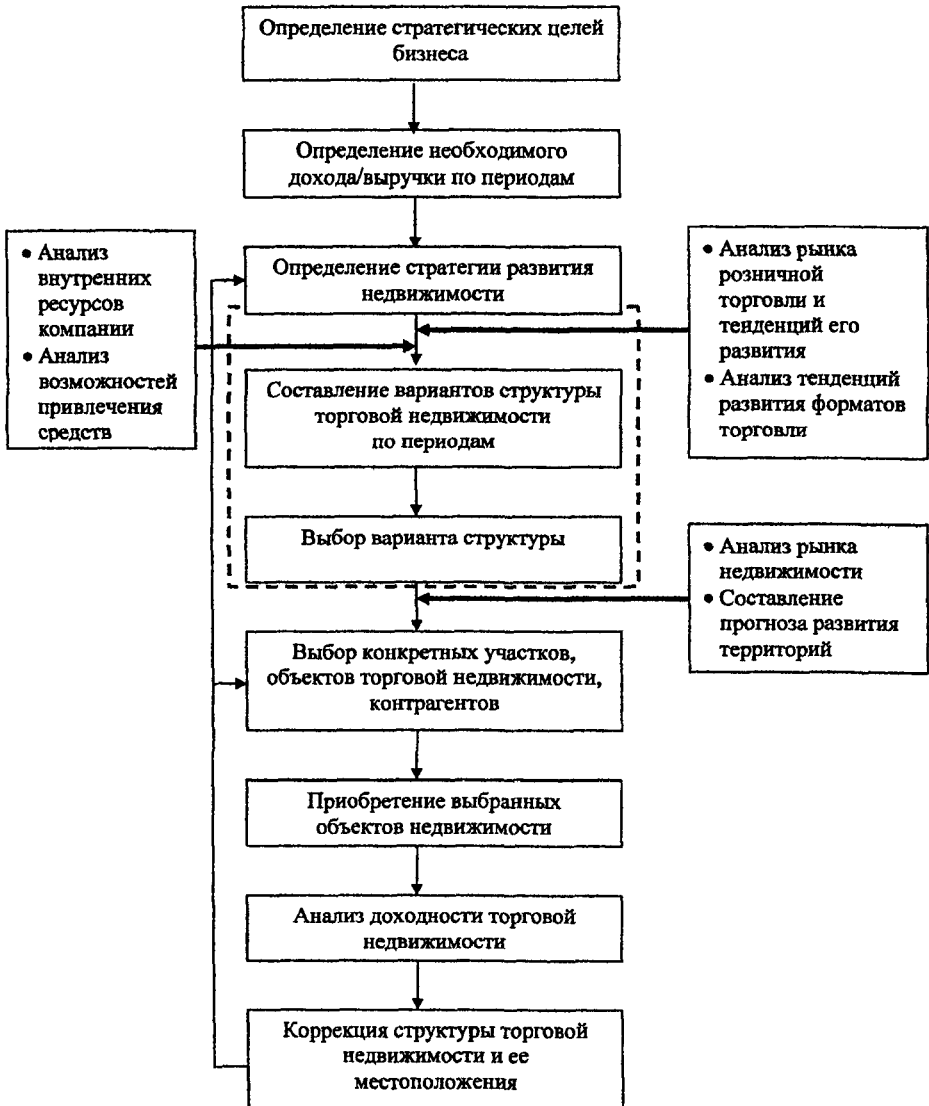 Определение стратегических целей
бизнеса
Определение необходимого
дохода/выручки по периодам
• Анализ
внутренних
ресурсов
компании
• Анализ
возможностей
привлечения
средств
Определение стратегии развития
недвижимости
• Анализ рынка
розничной
торговли и
тенденций его
развития
• Анализ тенденций
развития форматов
торговли
Составление вариантов структуры
торговой недвижимости
по периодам
Выбор варианта структуры
• Анализ рынка
недвижимости
• Составление
прогноза развития
территорий
Выбор конкретных участков,
объектов торговой недвижимости,
контрагентов
Приобретение выбранных
объектов недвижимости
Анализ доходности торговой
недвижимости
Коррекция структуры торговой
недвижимости и ее
местоположения